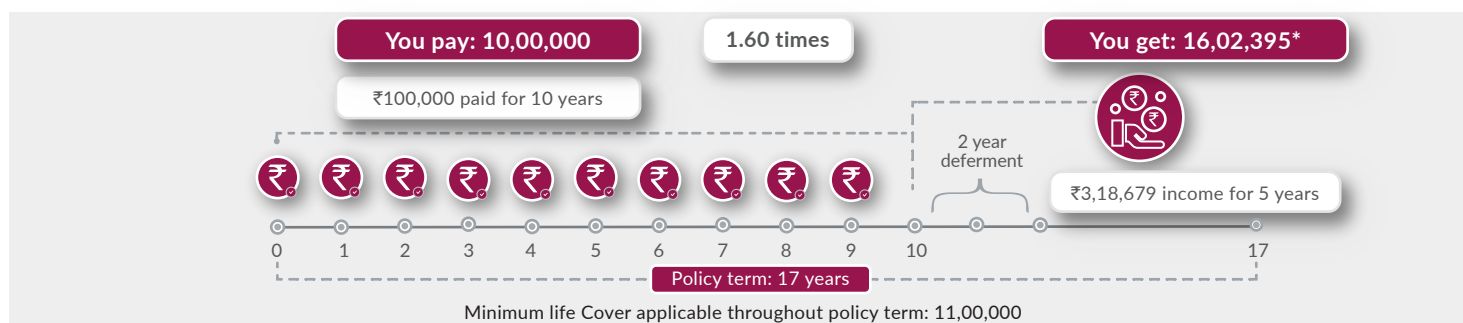 You pay: 10,00,000
1.60 times
You get: 16,02,395*
₹100,000 paid for 10 years
2 year
deferment
₹3,18,679 income for 5 years
0 1 2 3 4 5 6 7 8 9 10 17
Policy term: 17 years
Minimum life Cover applicable throughout policy term: 11,00,000